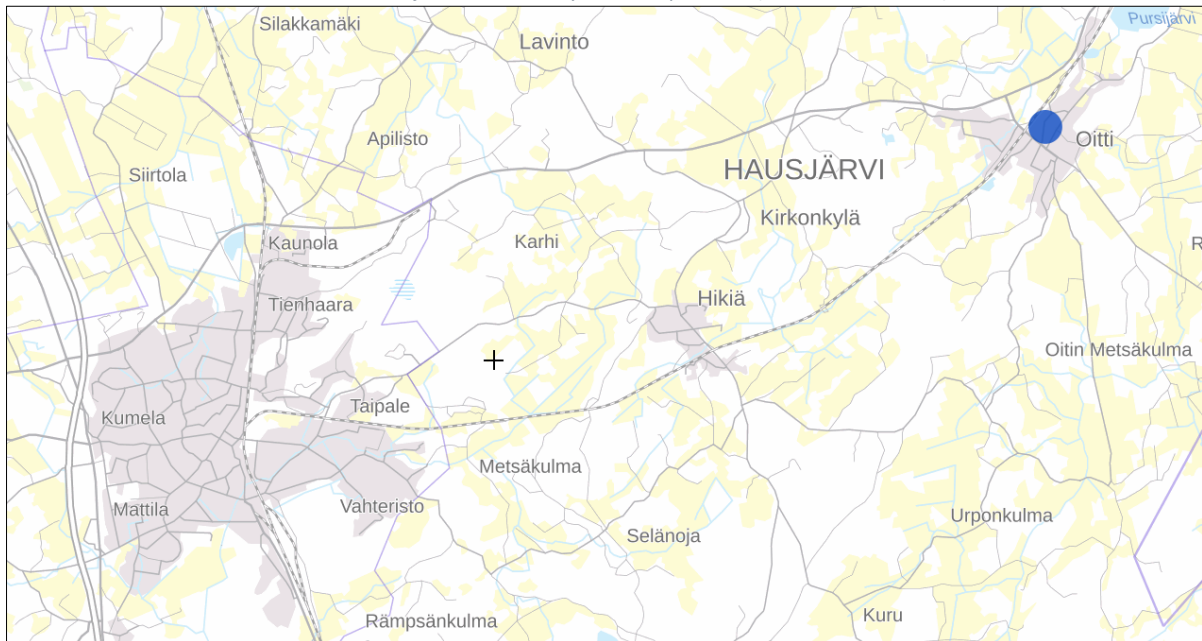 Pursijärvi
Silakkamäki
Lavinto
Apilisto
Oitti
HAUSJÄRVI
Siirtola
Kirkonkylä
Kaunola
Karhi
R
Hikiä
Tienhaara
Oitin Metsäkulma
Taipale
Kumela
Metsäkulma
Vahteristo
Mattila
Urponkulma
Selänoja
Kuru
Rämpsänkulma